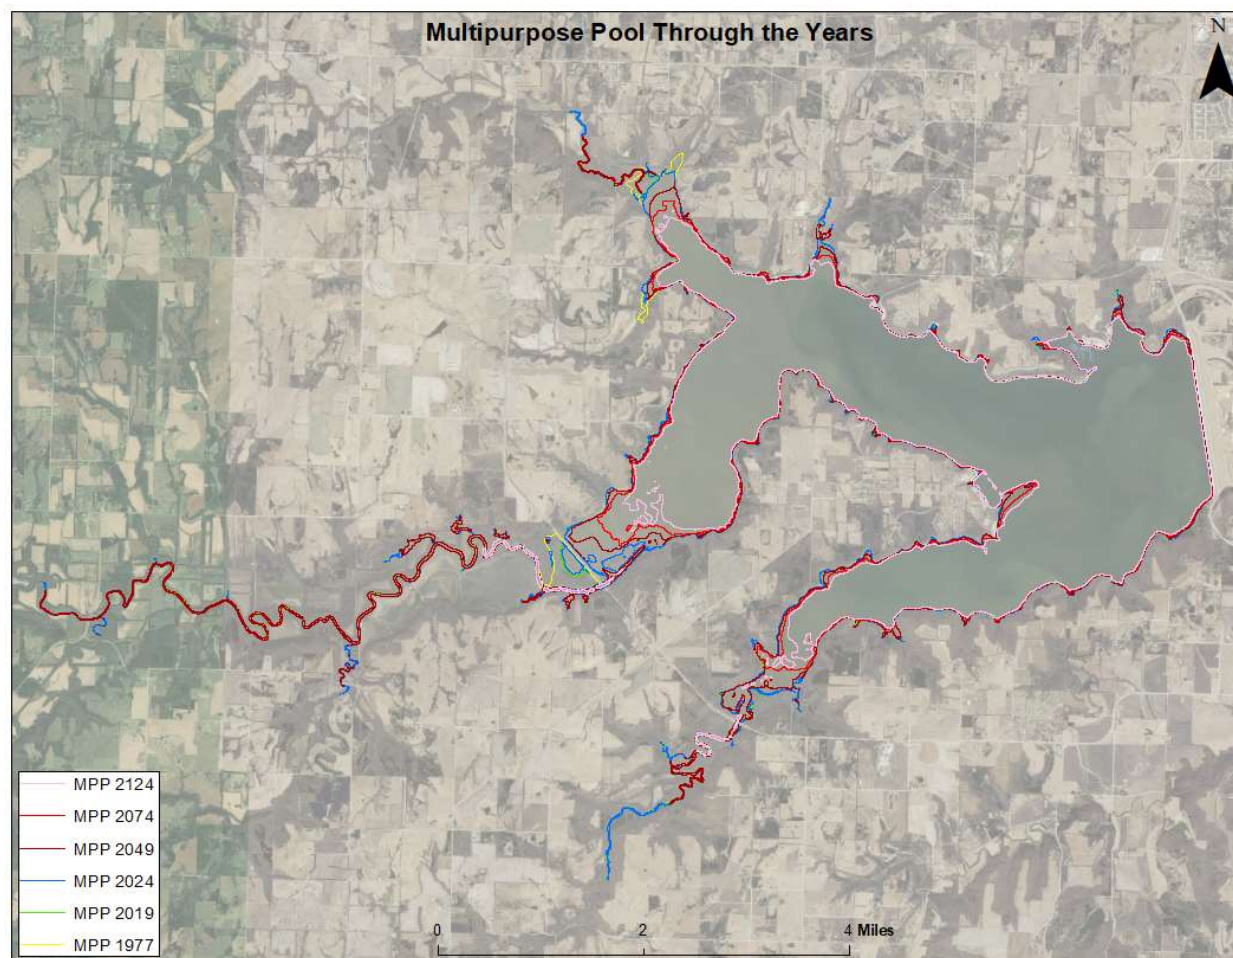 Multipurpose Pool Through the Years
N
MPP 2124
MPP 2074
MPP 2049
MPP 2024
MPP 2019
MPP 1977
0 2 4 Miles